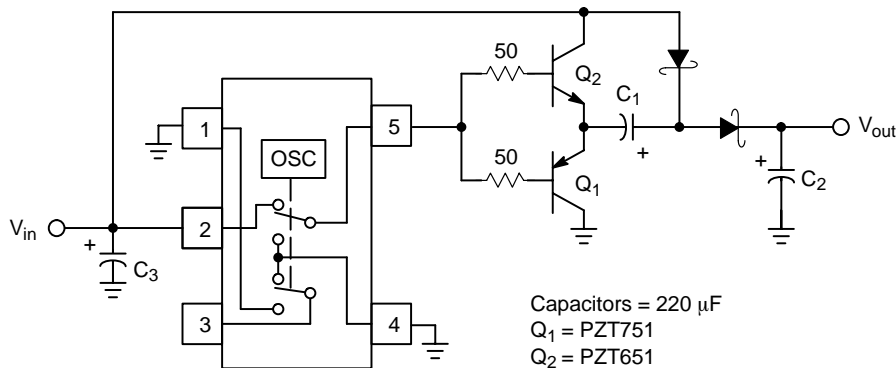 50
Q2
C1
+
1
5
OSC
Vout
50
+
C2
Q1
Vin
2
+
C3
3
4
Capacitors = 220 μF
Q1 = PZT751
Q2 = PZT651